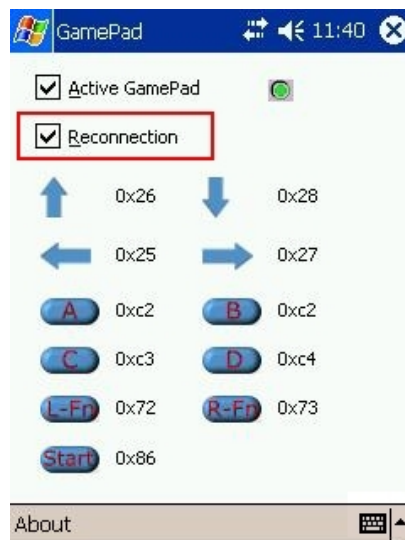 GamePad 11:40
Active GamePad
Reconnection
0x26 0x28
0x25 0x27
A 0xc2 B 0xc2
C 0xc3 D 0xc4
L-Fn 0x72 R-Fn 0x73
Start 0x86
About